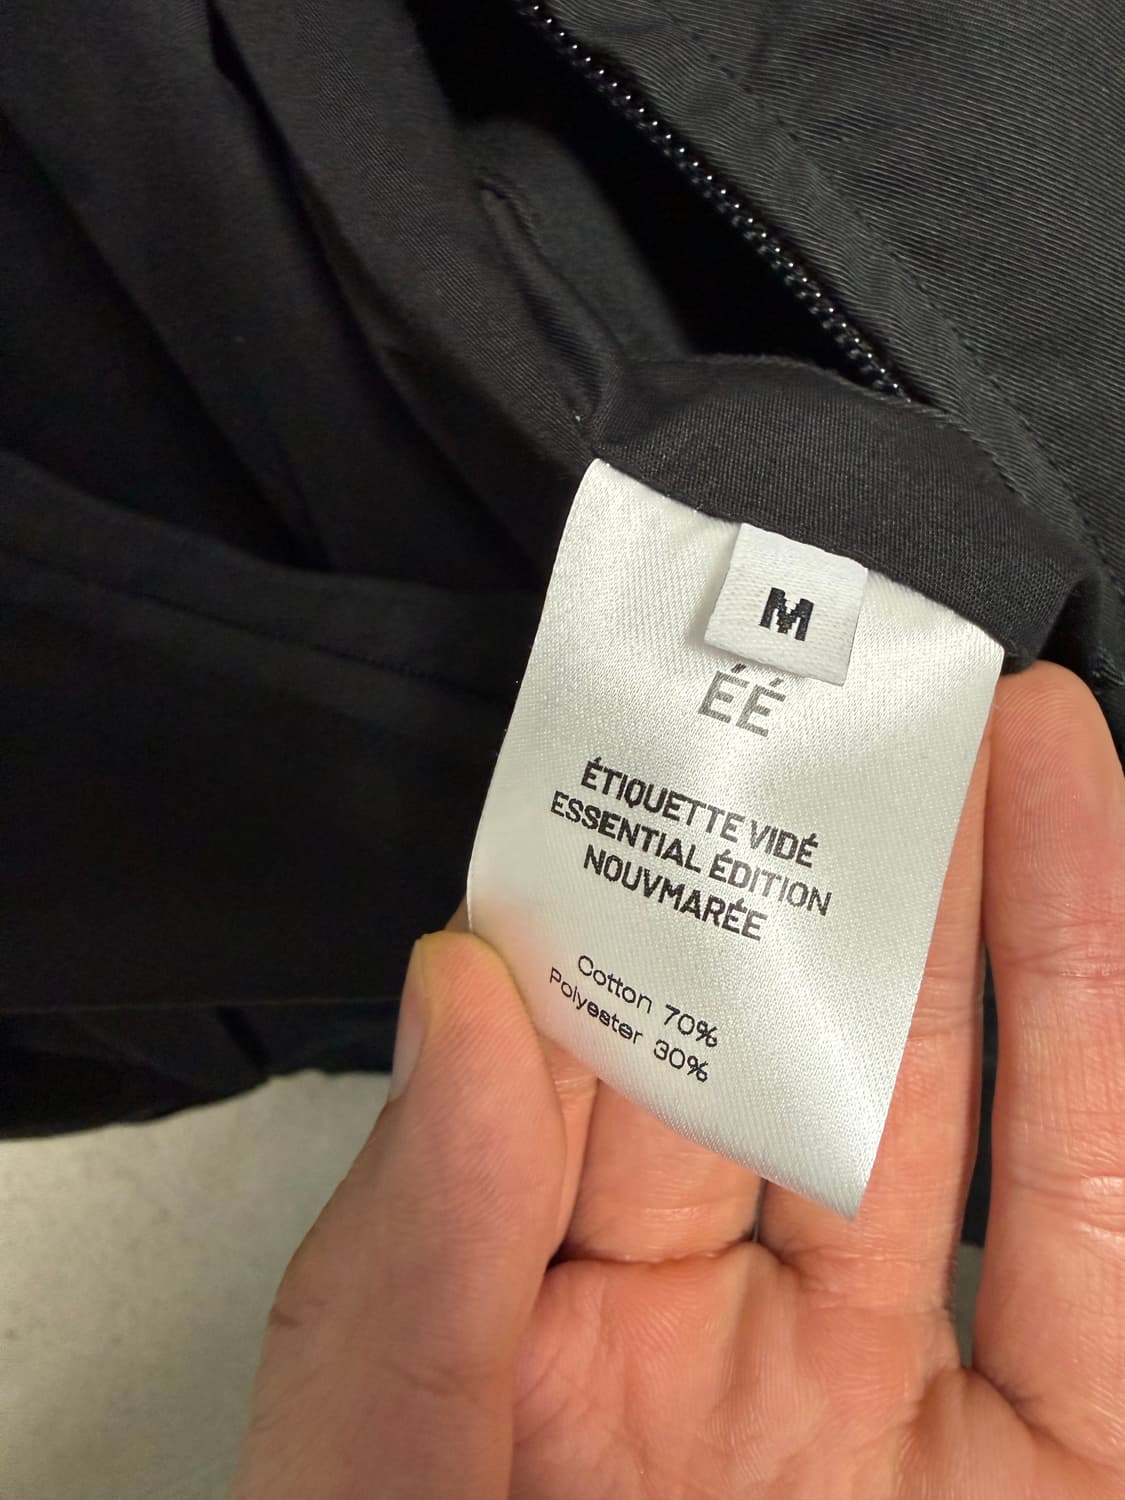 M
ÉÉ
ÉTIQUETTE VIDÉ
ESSENTIAL ÉDITION
NOUVMARÉE
Cotton 70%
Polyester 30%